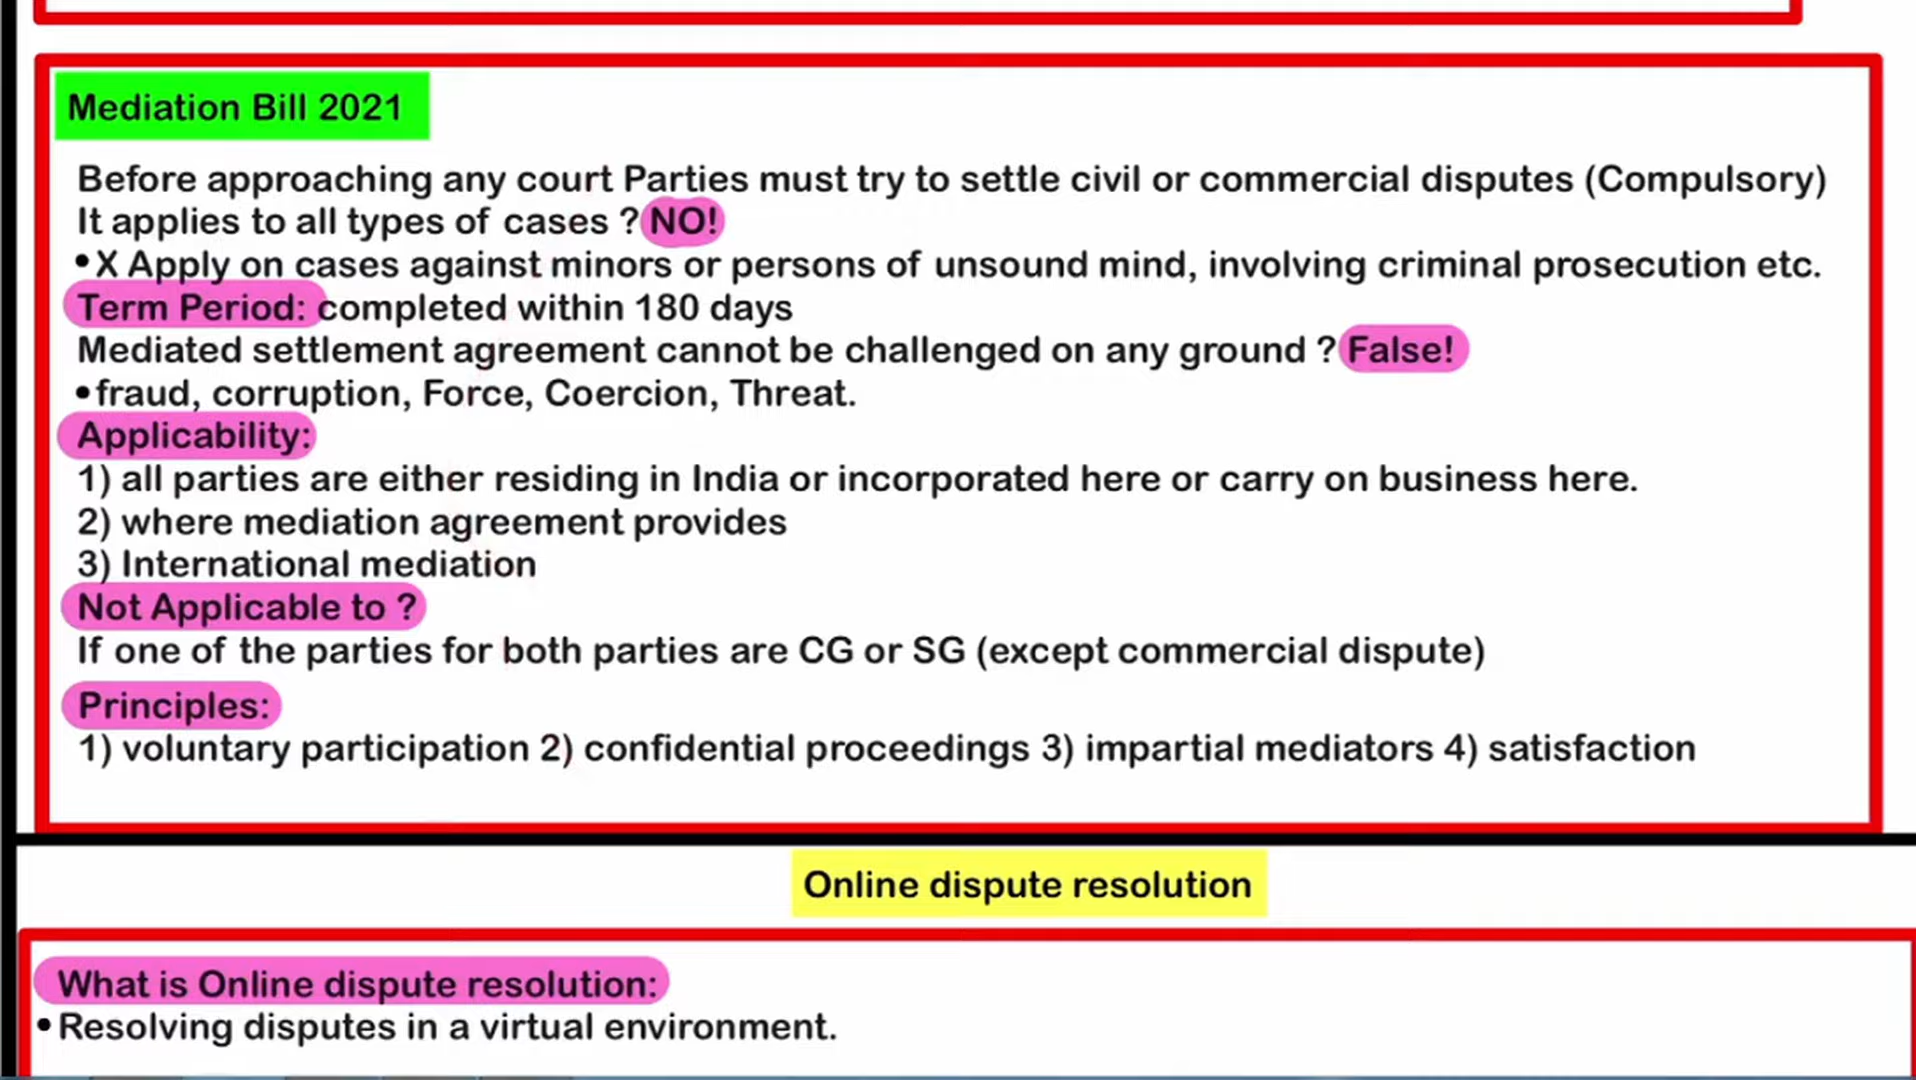 Mediation Bill 2021
Before approaching any court Parties must try to settle civil or commercial disputes (Compulsory)
It applies to all types of cases ? NO!
•X Apply on cases against minors or persons of unsound mind, involving criminal prosecution etc.
Term Period: completed within 180 days
Mediated settlement agreement cannot be challenged on any ground ? False!
•fraud, corruption, Force, Coercion, Threat.
Applicability:
1) all parties are either residing in India or incorporated here or carry on business here.
2) where mediation agreement provides
3) International mediation
Not Applicable to ?
If one of the parties for both parties are CG or SG (except commercial dispute)
Principles:
1) voluntary participation 2) confidential proceedings 3) impartial mediators 4) satisfaction
Online dispute resolution
What is Online dispute resolution:
•Resolving disputes in a virtual environment.